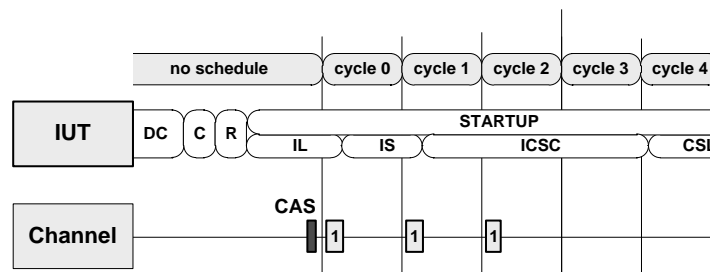 no schedule cycle 0 cycle 1 cycle 2 cycle 3 cycle 4
IUT DC C R STARTUP
IL IS ICSC CSL
CAS
Channel 1 1 1